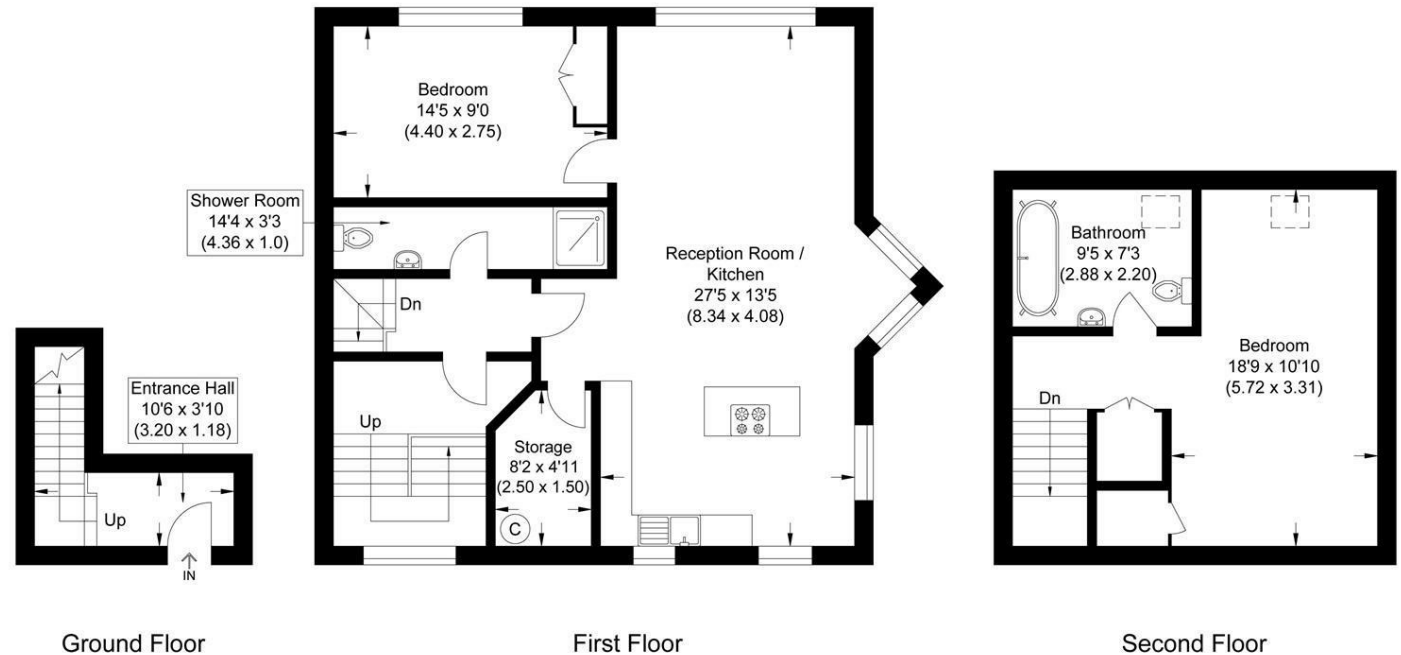 Bedroom
14'5 x 9'0
(4.40 x 2.75)
Shower Room
14'4 x 3'3
(4.36 x 1.0)
Reception Room /
Kitchen
27'5 x 13'5
(8.34 x 4.08)
Dn
Up
Storage
8'2 x 4'11
(2.50 x 1.50)
C
Entrance Hall
10'6 x 3'10
(3.20 x 1.18)
Up
IN
Bathroom
9'5 x 7'3
(2.88 x 2.20)
Bedroom
18'9 x 10'10
(5.72 x 3.31)
Dn
Ground Floor
First Floor
Second Floor